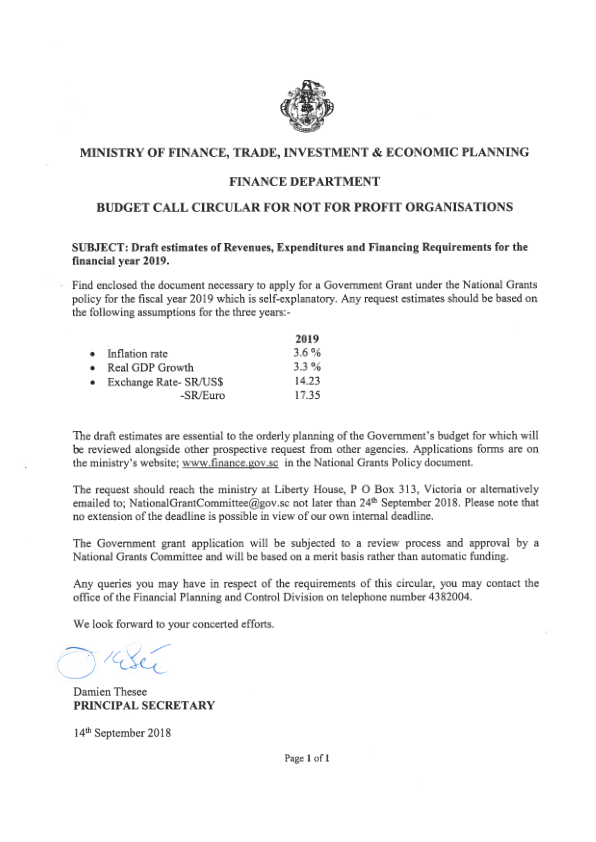 MINISTRY OF FINANCE, TRADE, INVESTMENT & ECONOMIC PLANNING
FINANCE DEPARTMENT
BUDGET CALL CIRCULAR FOR NOT FOR PROFIT ORGANISATIONS
SUBJECT: Draft estimates of Revenues, Expenditures and Financing Requirements for the
financial year 2019.
Find enclosed the document necessary to apply for a Government Grant under the National Grants
policy for the fiscal year 2019 which is self-explanatory. Any request estimates should be based on
the following assumptions for the three years:-
2019
• Inflation rate 3.6 %
• Real GDP Growth 3.3 %
• Exchange Rate- SR/US$ 14.23
-SR/Euro 17.35
The draft estimates are essential to the orderly planning of the Government's budget for which will
be reviewed alongside other prospective request from other agencies. Applications forms are on
the ministry's website; www.finance.gov.sc in the National Grants Policy document.
The request should reach the ministry at Liberty House, P O Box 313, Victoria or alternatively
emailed to; NationalGrantCommittee@gov.sc not later than 24th September 2018. Please note that
no extension of the deadline is possible in view of our own internal deadline.
The Government grant application will be subjected to a review process and approval by a
National Grants Committee and will be based on a merit basis rather than automatic funding.
Any queries you may have in respect of the requirements of this circular, you may contact the
office of the Financial Planning and Control Division on telephone number 4382004.
We look forward to your concerted efforts.
Damien Thesee
PRINCIPAL SECRETARY
14th September 2018
Page 1 of 1